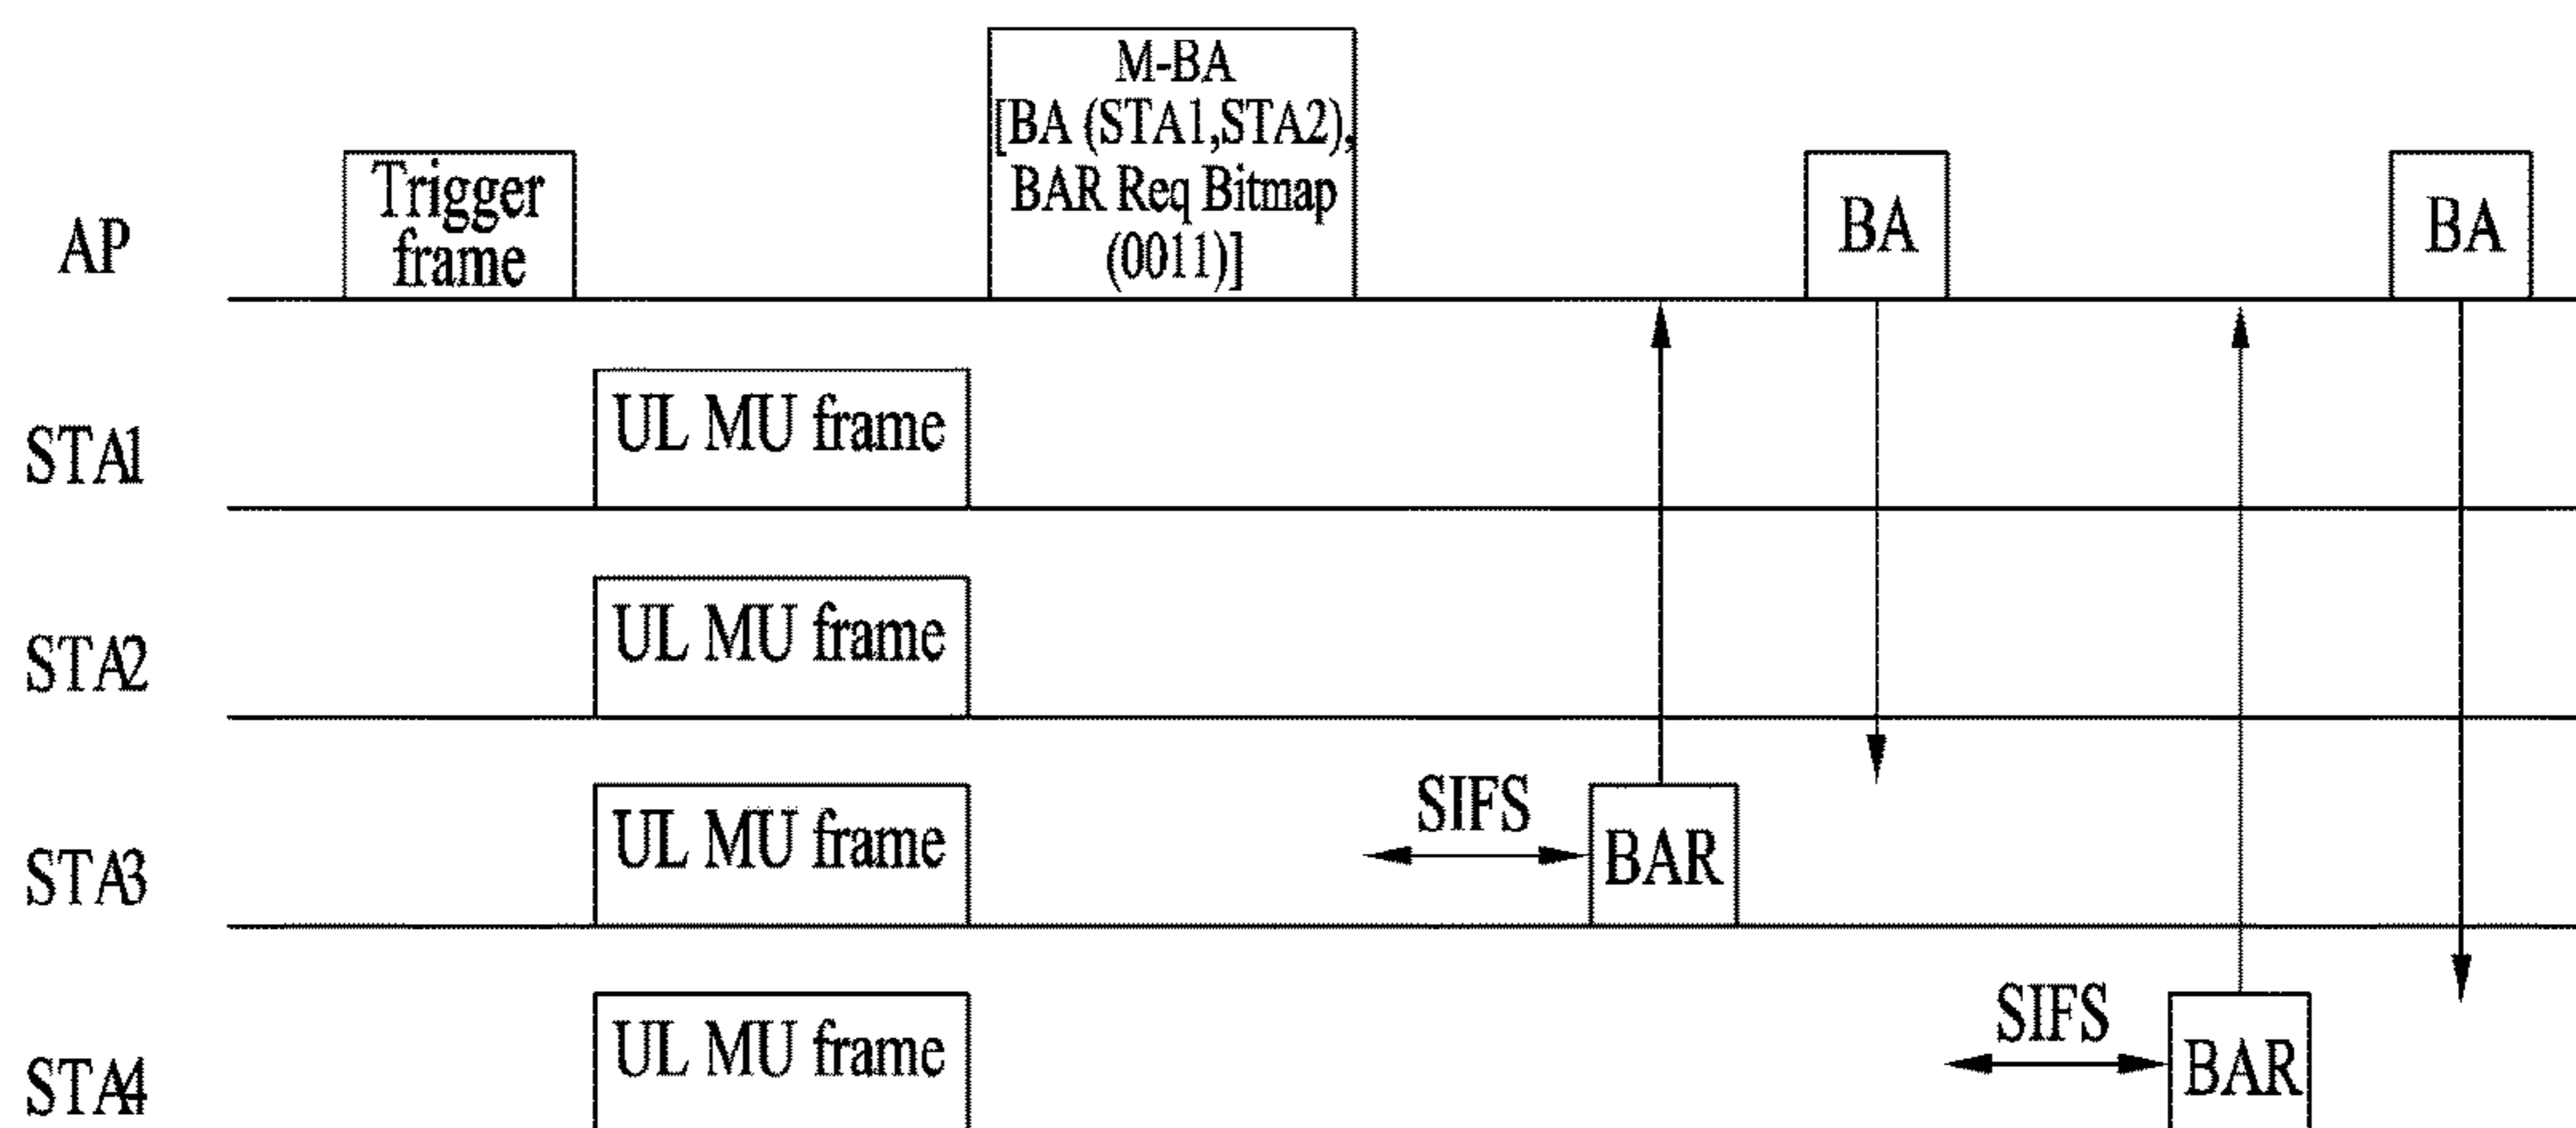 M-BA
[BA (STA1,STA2),
BAR Req Bitmap
(0011)]
Trigger
frame
BA
BA
AP
UL MU frame
STA1
UL MU frame
STA2
UL MU frame
SIFS
BAR
STA3
UL MU frame
SIFS
BAR
STA4